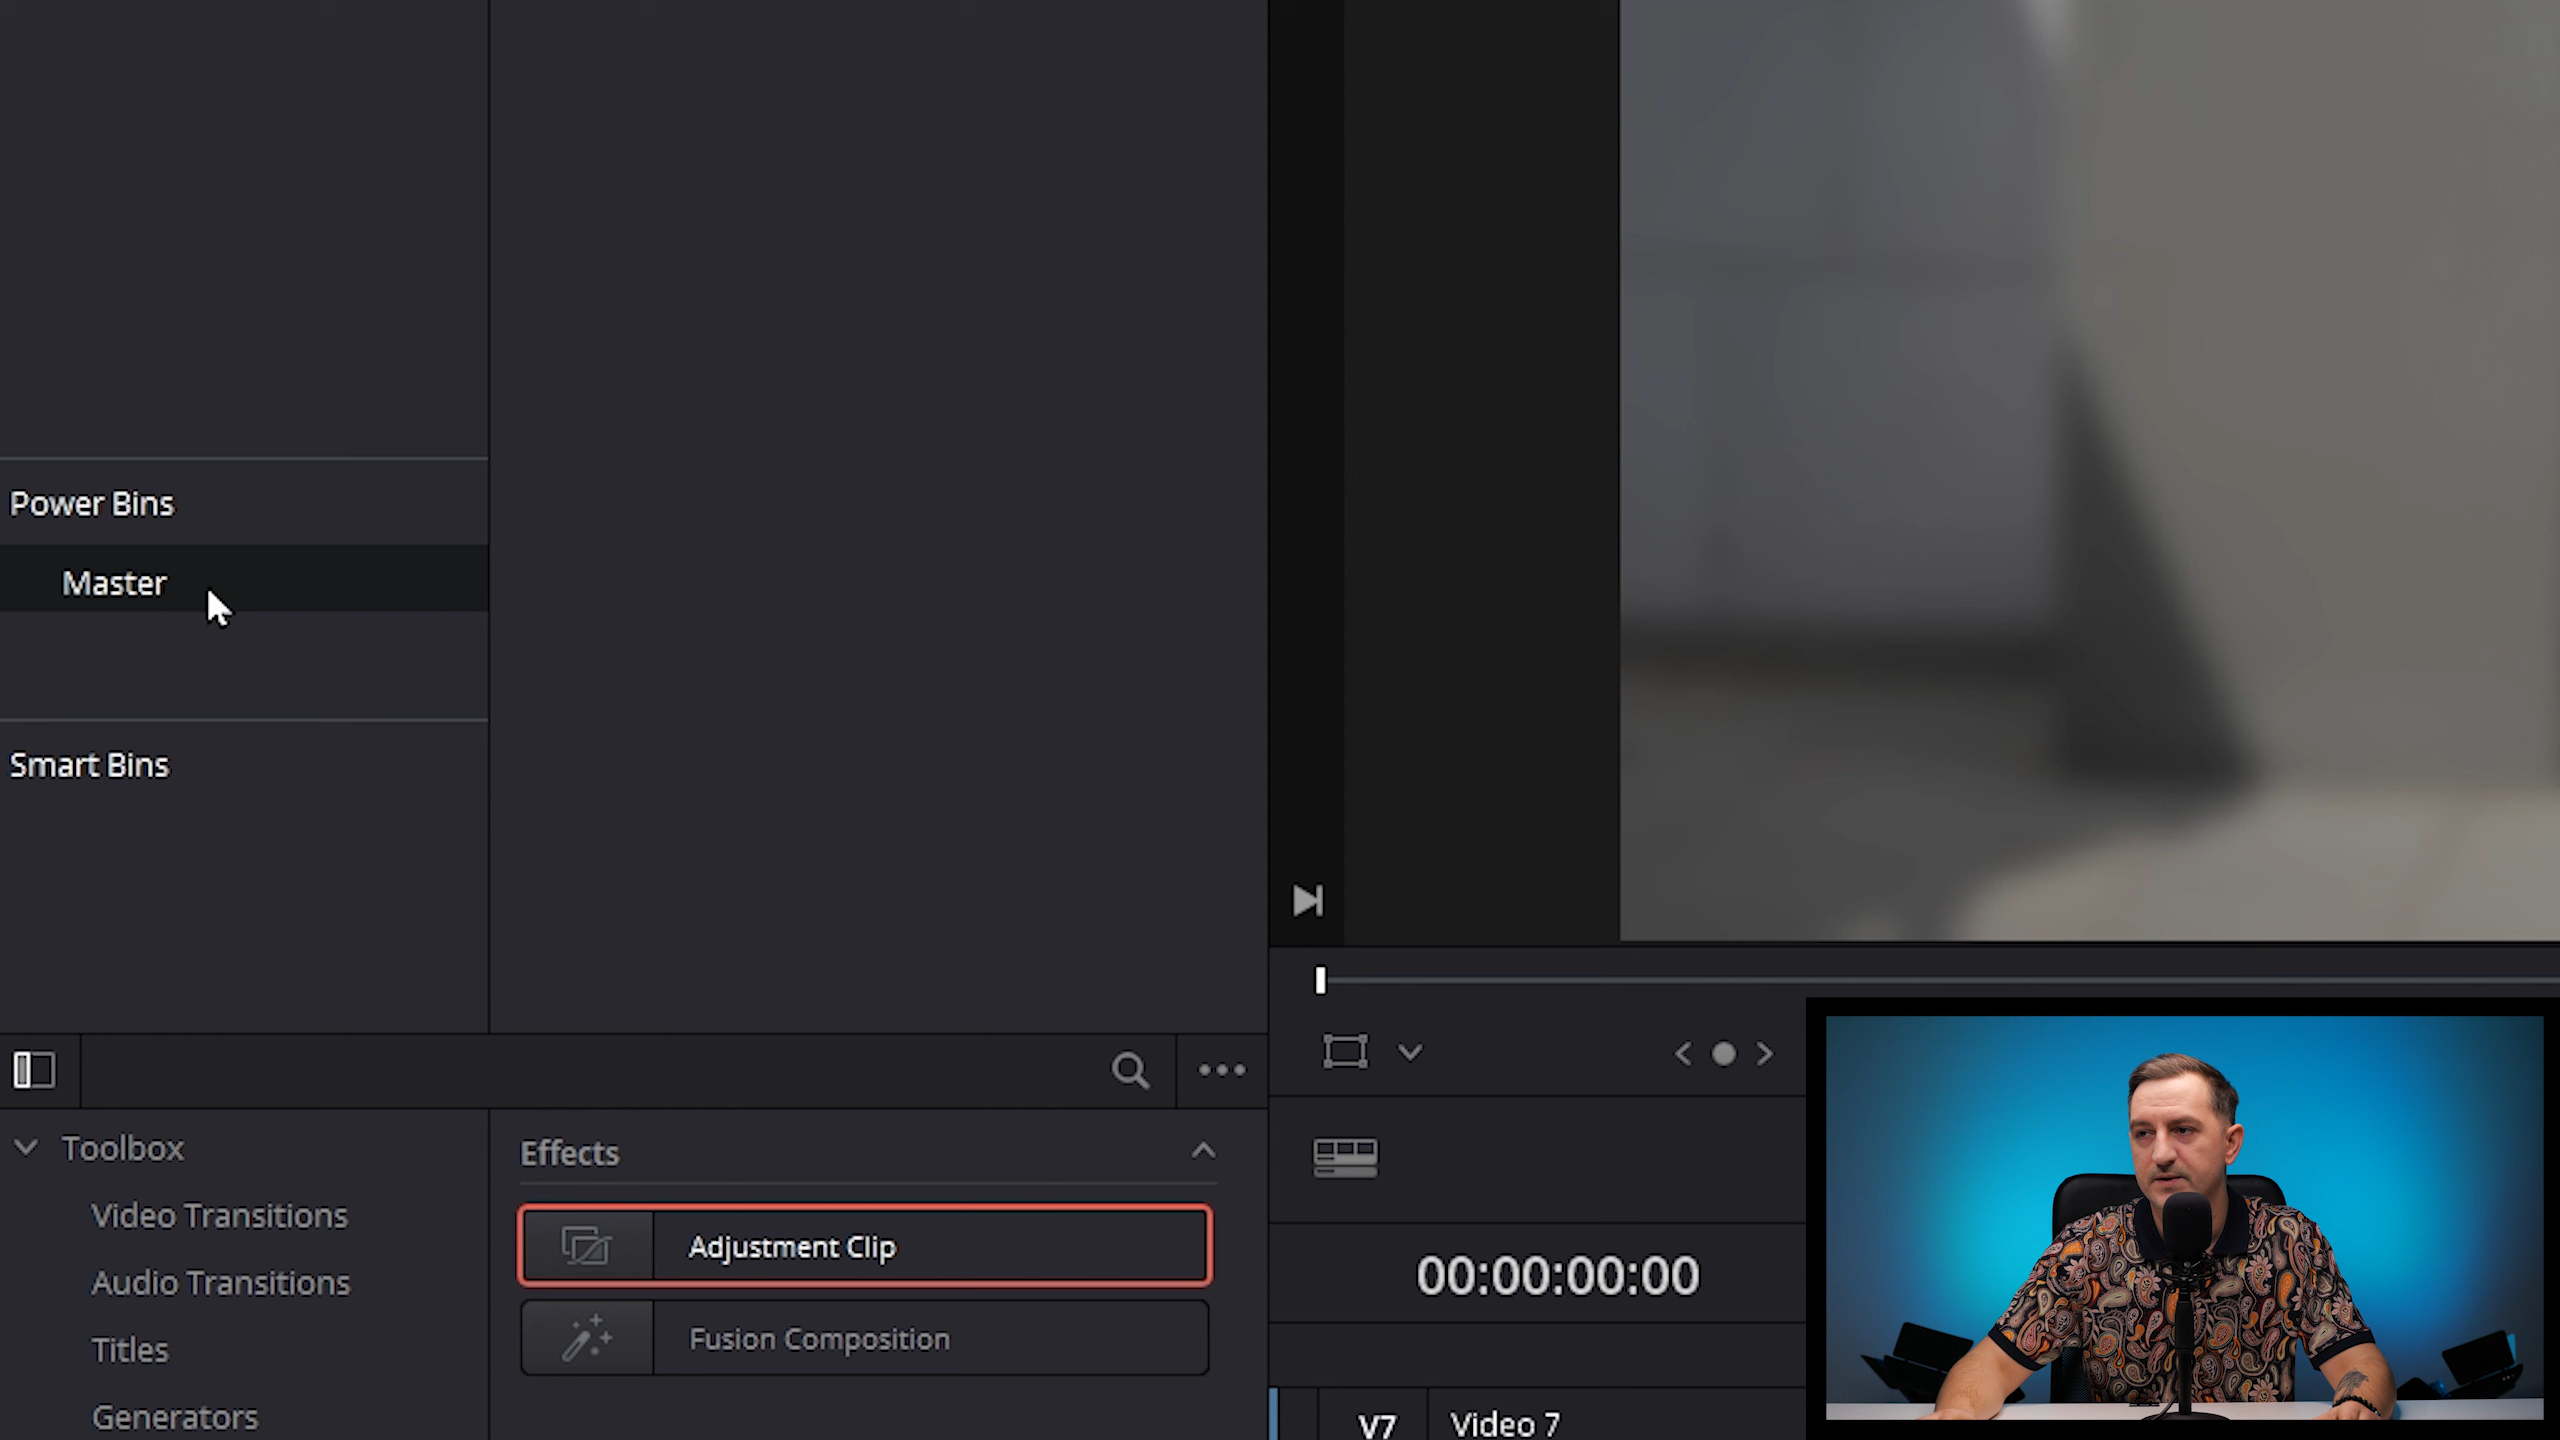 Power Bins
Master
Smart Bins
Toolbox
Video Transitions
Audio Transitions
Titles
Generators
Effects
Adjustment Clip
Fusion Composition
00:00:00:00
V7
Video 7